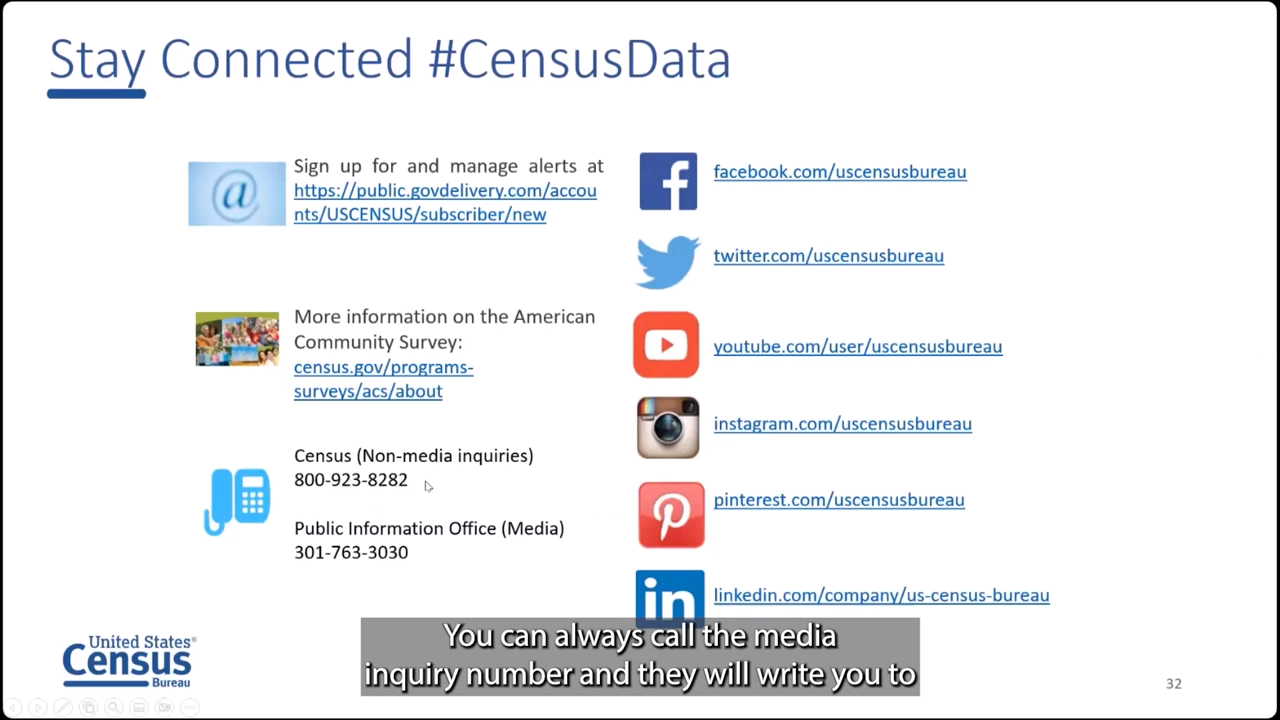 Stay Connected #CensusData
Sign up for and manage alerts at
https://public.govdelivery.com/accou
nts/USCENSUS/subscriber/new
More information on the American
Community Survey:
census.gov/programs-
surveys/acs/about
Census (Non-media inquiries)
800-923-8282
Public Information Office (Media)
301-763-3030
facebook.com/uscensusbureau
twitter.com/uscensusbureau
youtube.com/user/uscensusbureau
instagram.com/uscensusbureau
pinterest.com/uscensusbureau
linkedin.com/company/us-census-bureau
You can always call the media
inquiry number and they will write you to
United States®
Census
Bureau
32